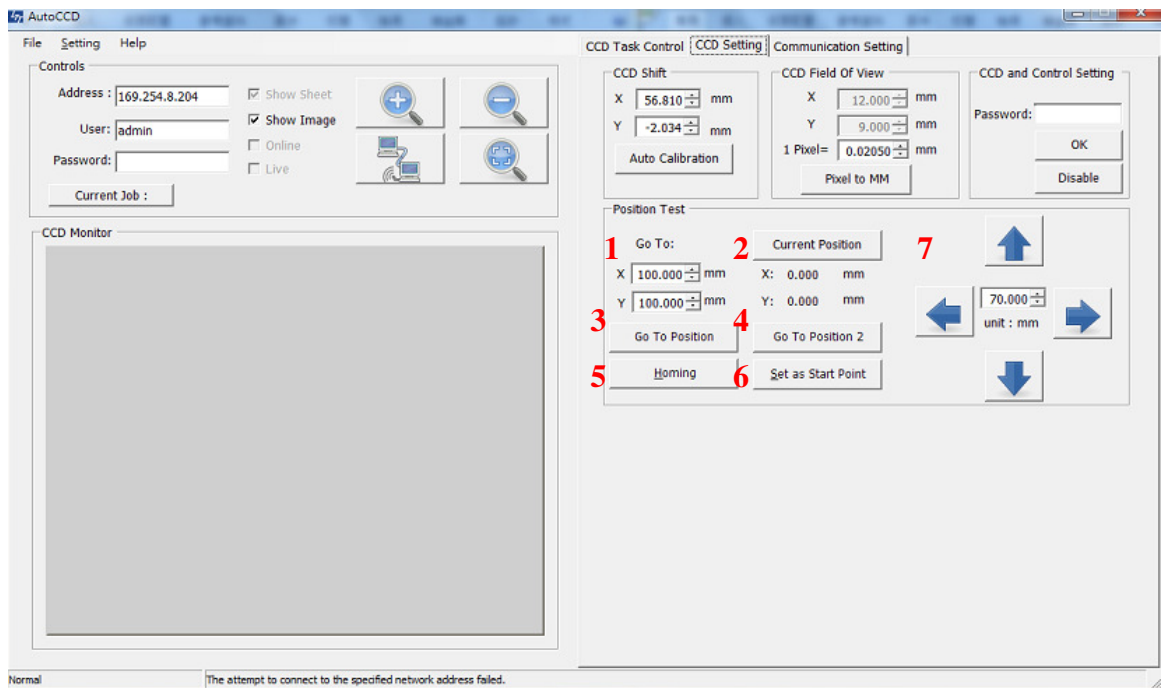 AutoCCD
File Setting Help
Controls
Address : 169.254.8.204
Show Sheet
User: admin
Show Image
Password:
Online
Live
Current Job :
CCD Monitor
CCD Task Control CCD Setting Communication Setting
CCD Shift
X 56.810 mm
Y -2.034 mm
Auto Calibration
CCD Field Of View
X 12.000 mm
Y 9.000 mm
1 Pixel= 0.02050 mm
Pixel to MM
CCD and Control Setting
Password:
OK
Disable
Position Test
1 Go To:
X 100.000 mm
Y 100.000 mm
2 Current Position
X: 0.000 mm
Y: 0.000 mm
3 Go To Position
4 Go To Position 2
5 Homing
6 Set as Start Point
7
70.000
unit : mm
Normal
The attempt to connect to the specified network address failed.